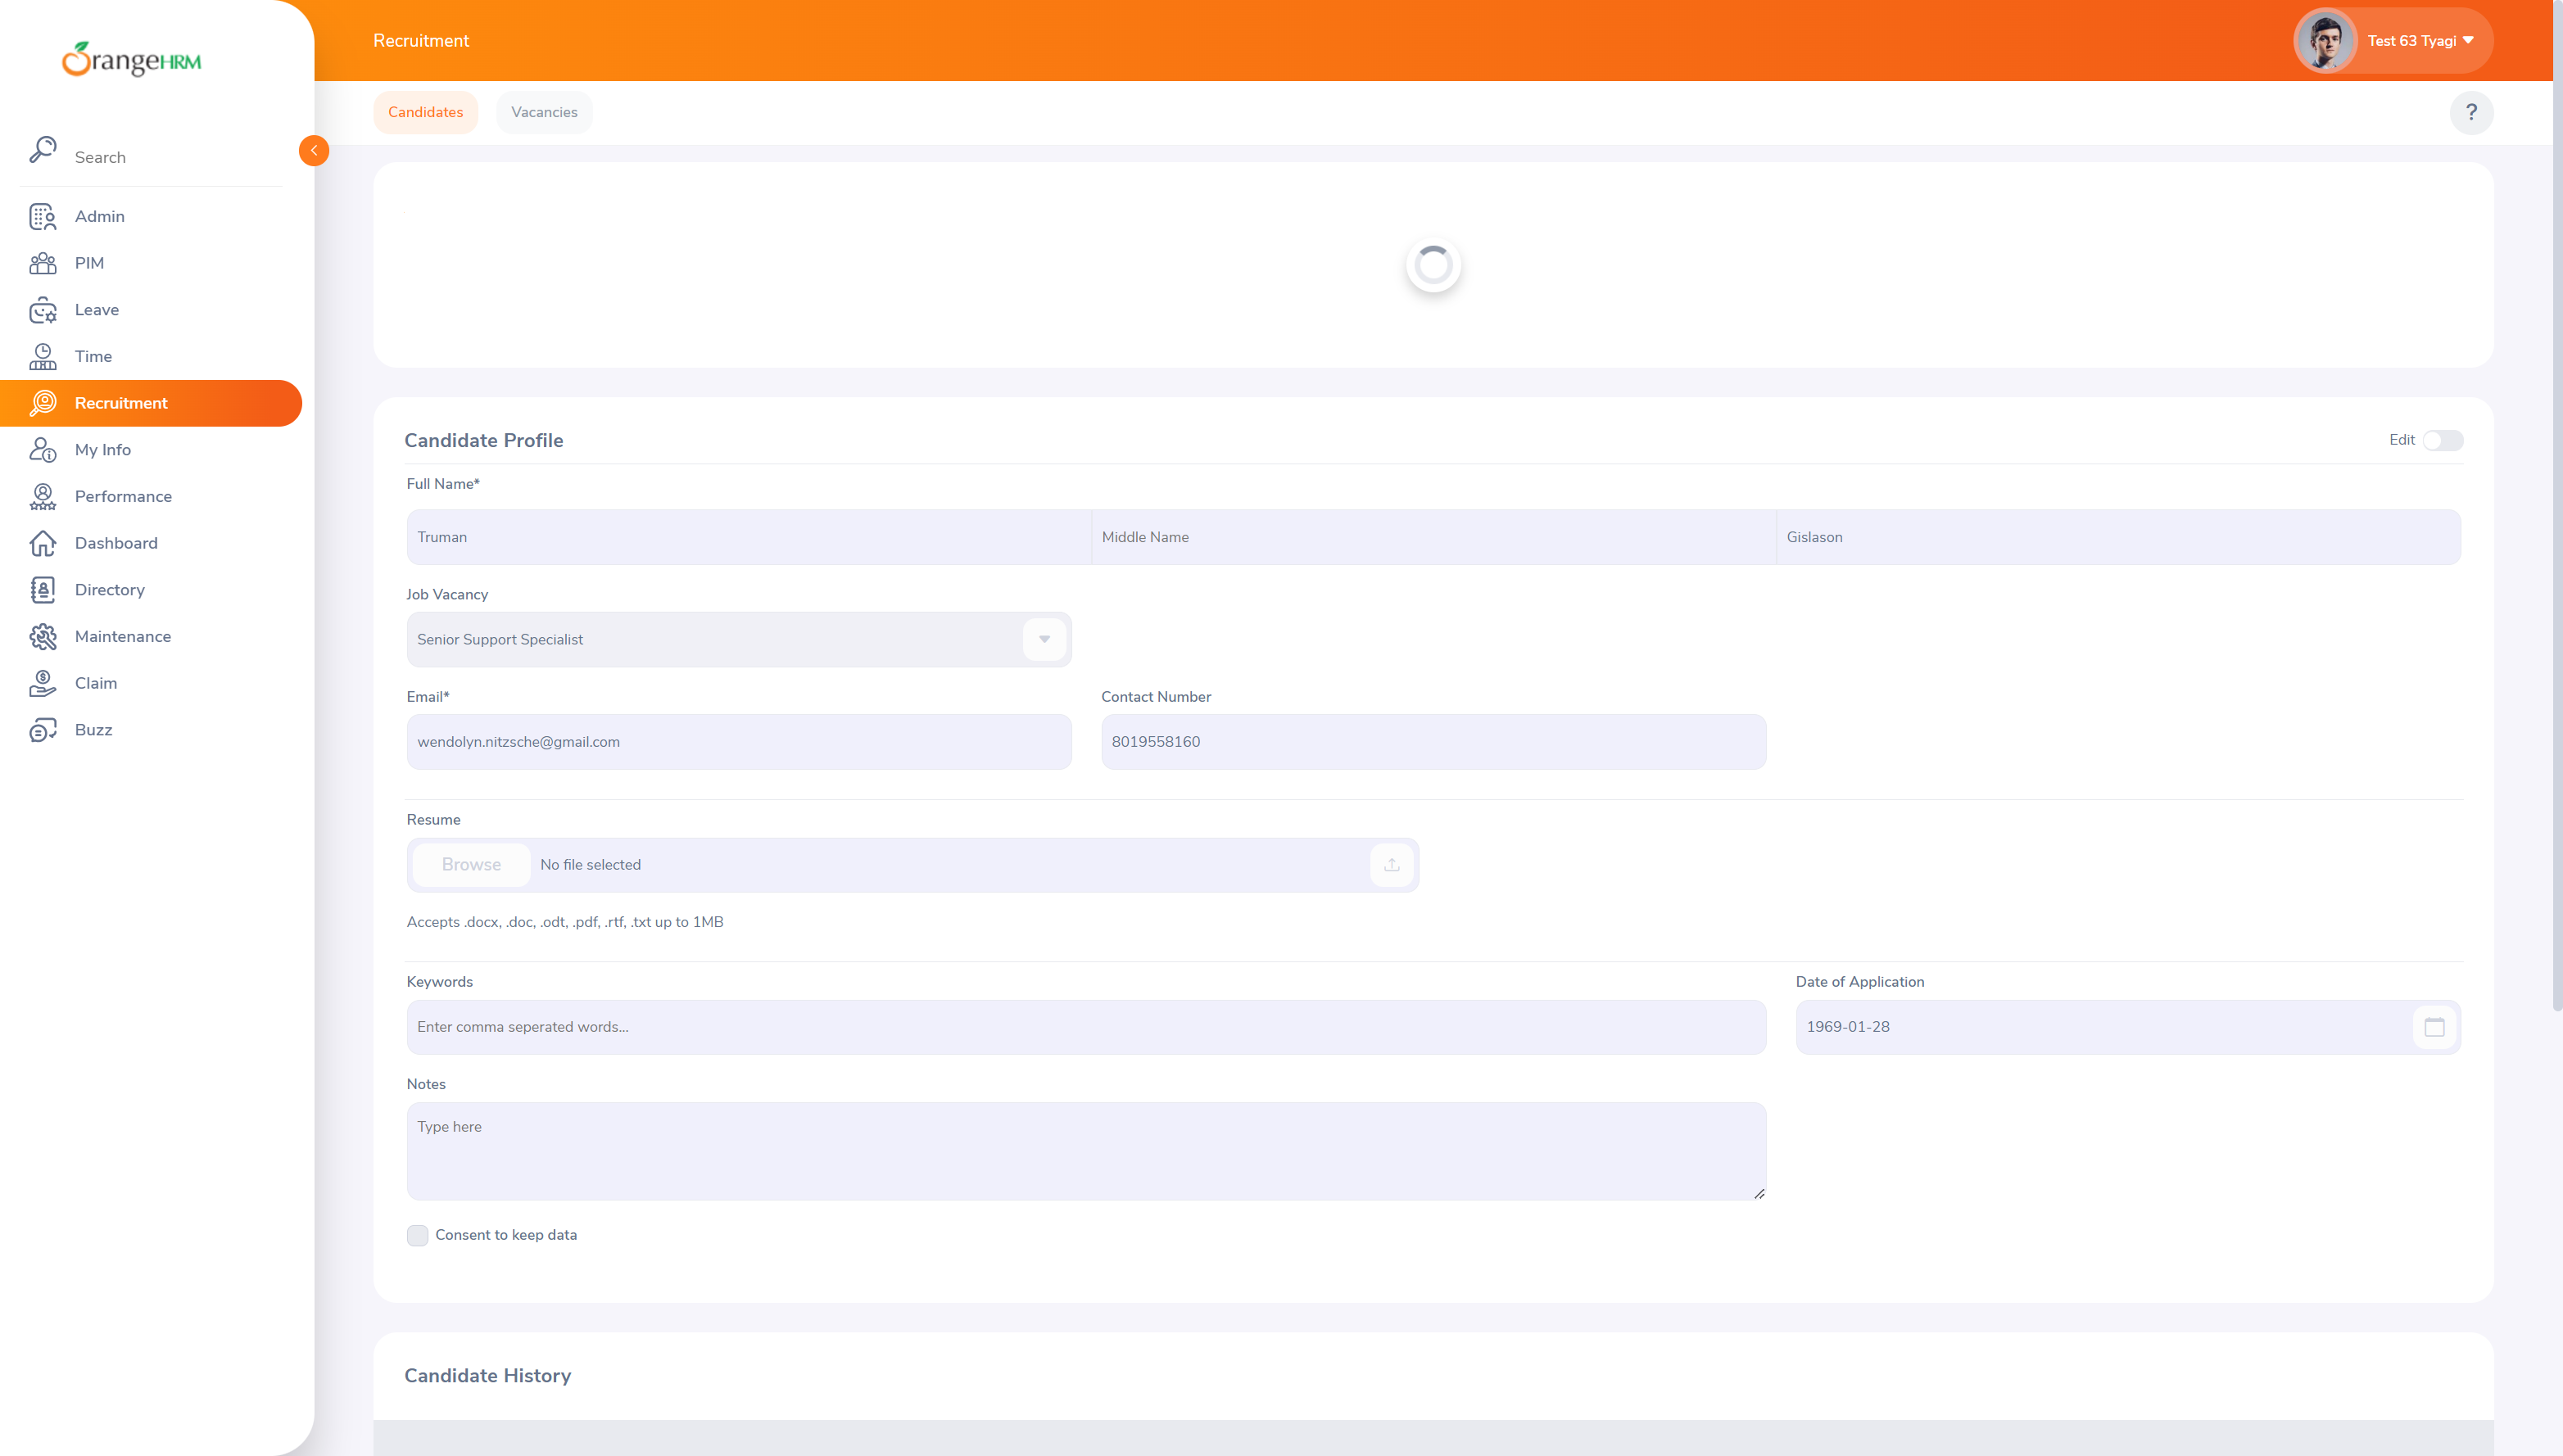 OrangeHRM
Recruitment
Test 63 Tyagi
Candidates
Vacancies
?
Search
Admin
PIM
Leave
Time
Recruitment
My Info
Performance
Dashboard
Directory
Maintenance
Claim
Buzz
Candidate Profile
Edit
Full Name*
Truman
Middle Name
Gislason
Job Vacancy
Senior Support Specialist
Email*
Contact Number
wendolyn.nitzsche@gmail.com
8019558160
Resume
Browse
No file selected
Accepts .docx, .doc, .odt, .pdf, .rtf, .txt up to 1MB
Keywords
Date of Application
Enter comma seperated words...
1969-01-28
Notes
Type here
Consent to keep data
Candidate History